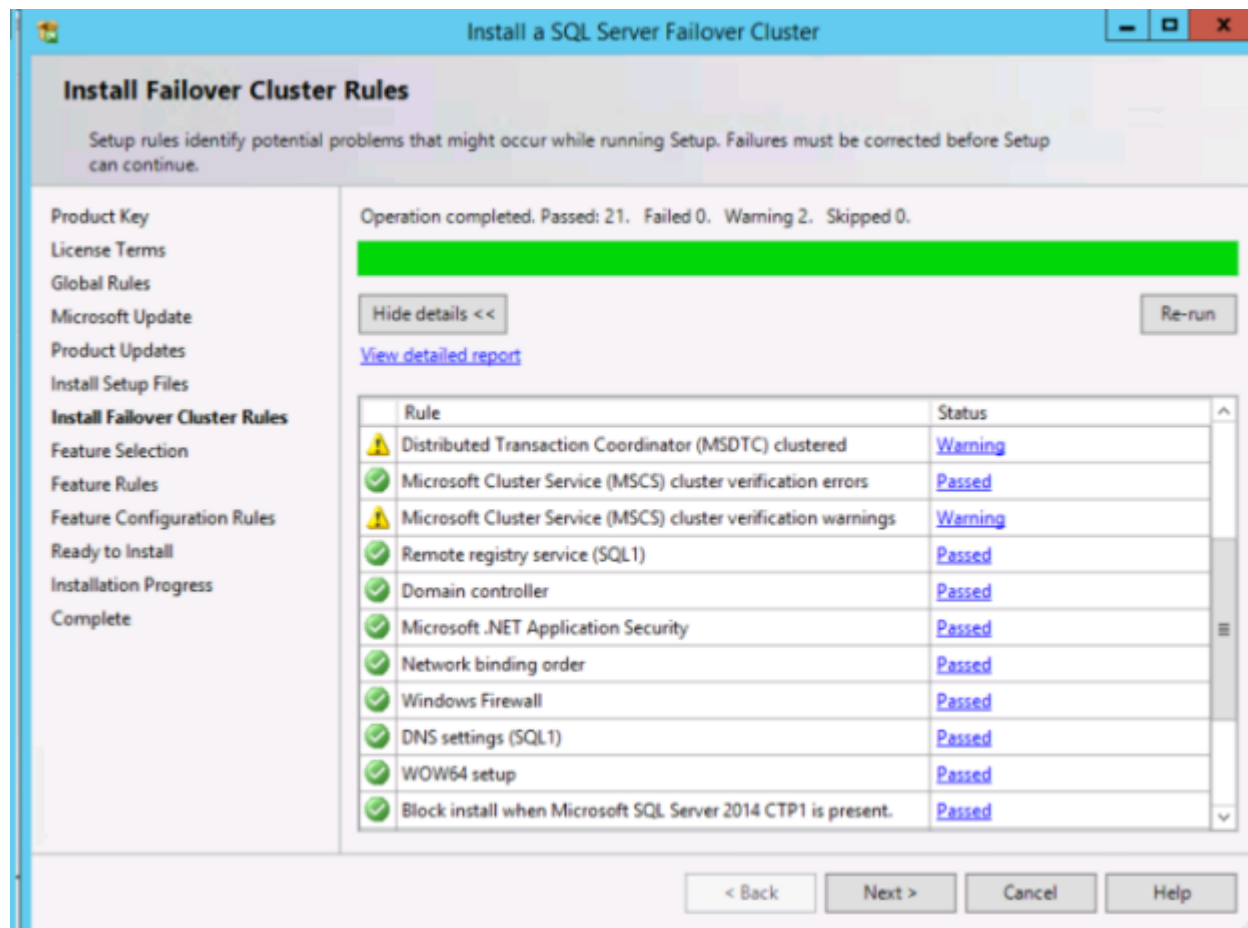 Install a SQL Server Failover Cluster
Install Failover Cluster Rules
Setup rules identify potential problems that might occur while running Setup. Failures must be corrected before Setup
can continue.
Product Key
License Terms
Global Rules
Microsoft Update
Product Updates
Install Setup Files
Install Failover Cluster Rules
Feature Selection
Feature Rules
Feature Configuration Rules
Ready to Install
Installation Progress
Complete
Operation completed. Passed: 21. Failed 0. Warning 2. Skipped 0.
Hide details <<
Re-run
View detailed report
Rule Status
Distributed Transaction Coordinator (MSDTC) clustered Warning
Microsoft Cluster Service (MSCS) cluster verification errors Passed
Microsoft Cluster Service (MSCS) cluster verification warnings Warning
Remote registry service (SQL1) Passed
Domain controller Passed
Microsoft .NET Application Security Passed
Network binding order Passed
Windows Firewall Passed
DNS settings (SQL1) Passed
WOW64 setup Passed
Block install when Microsoft SQL Server 2014 CTP1 is present. Passed
< Back Next > Cancel Help